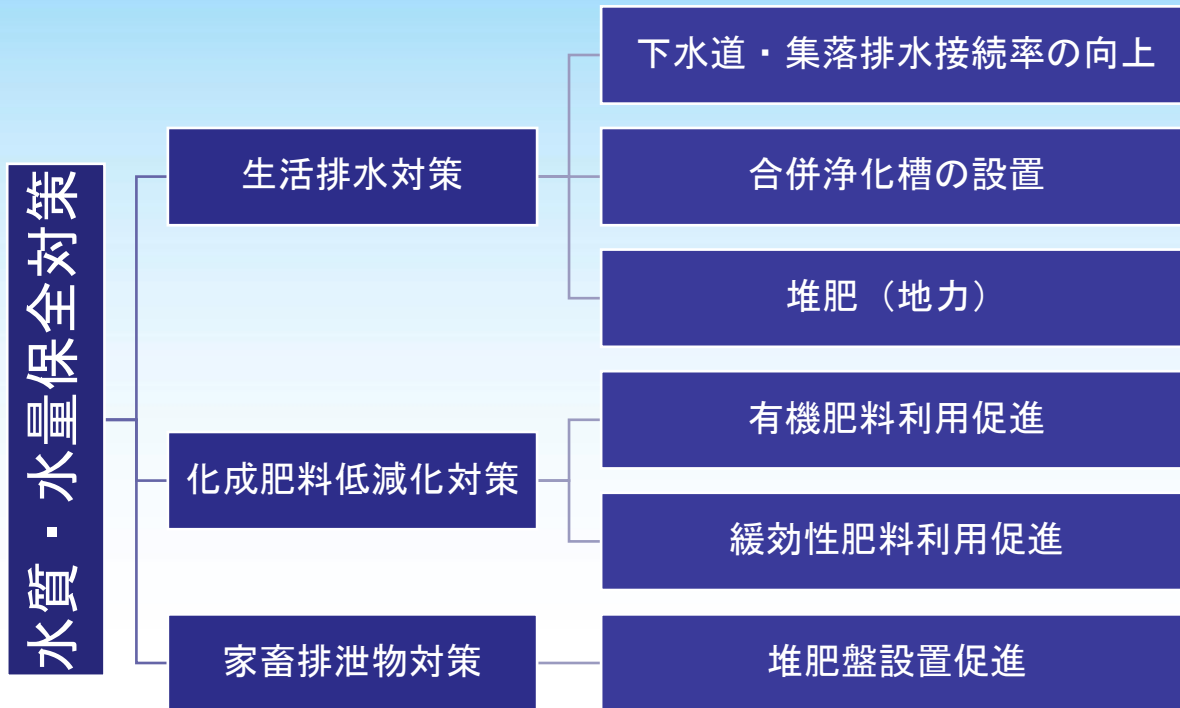 水質・水量保全対策
生活排水対策
下水道・集落排水接続率の向上
合併浄化槽の設置
堆肥（地力）
化成肥料低減化対策
有機肥料利用促進
緩効性肥料利用促進
家畜排泄物対策
堆肥盤設置促進